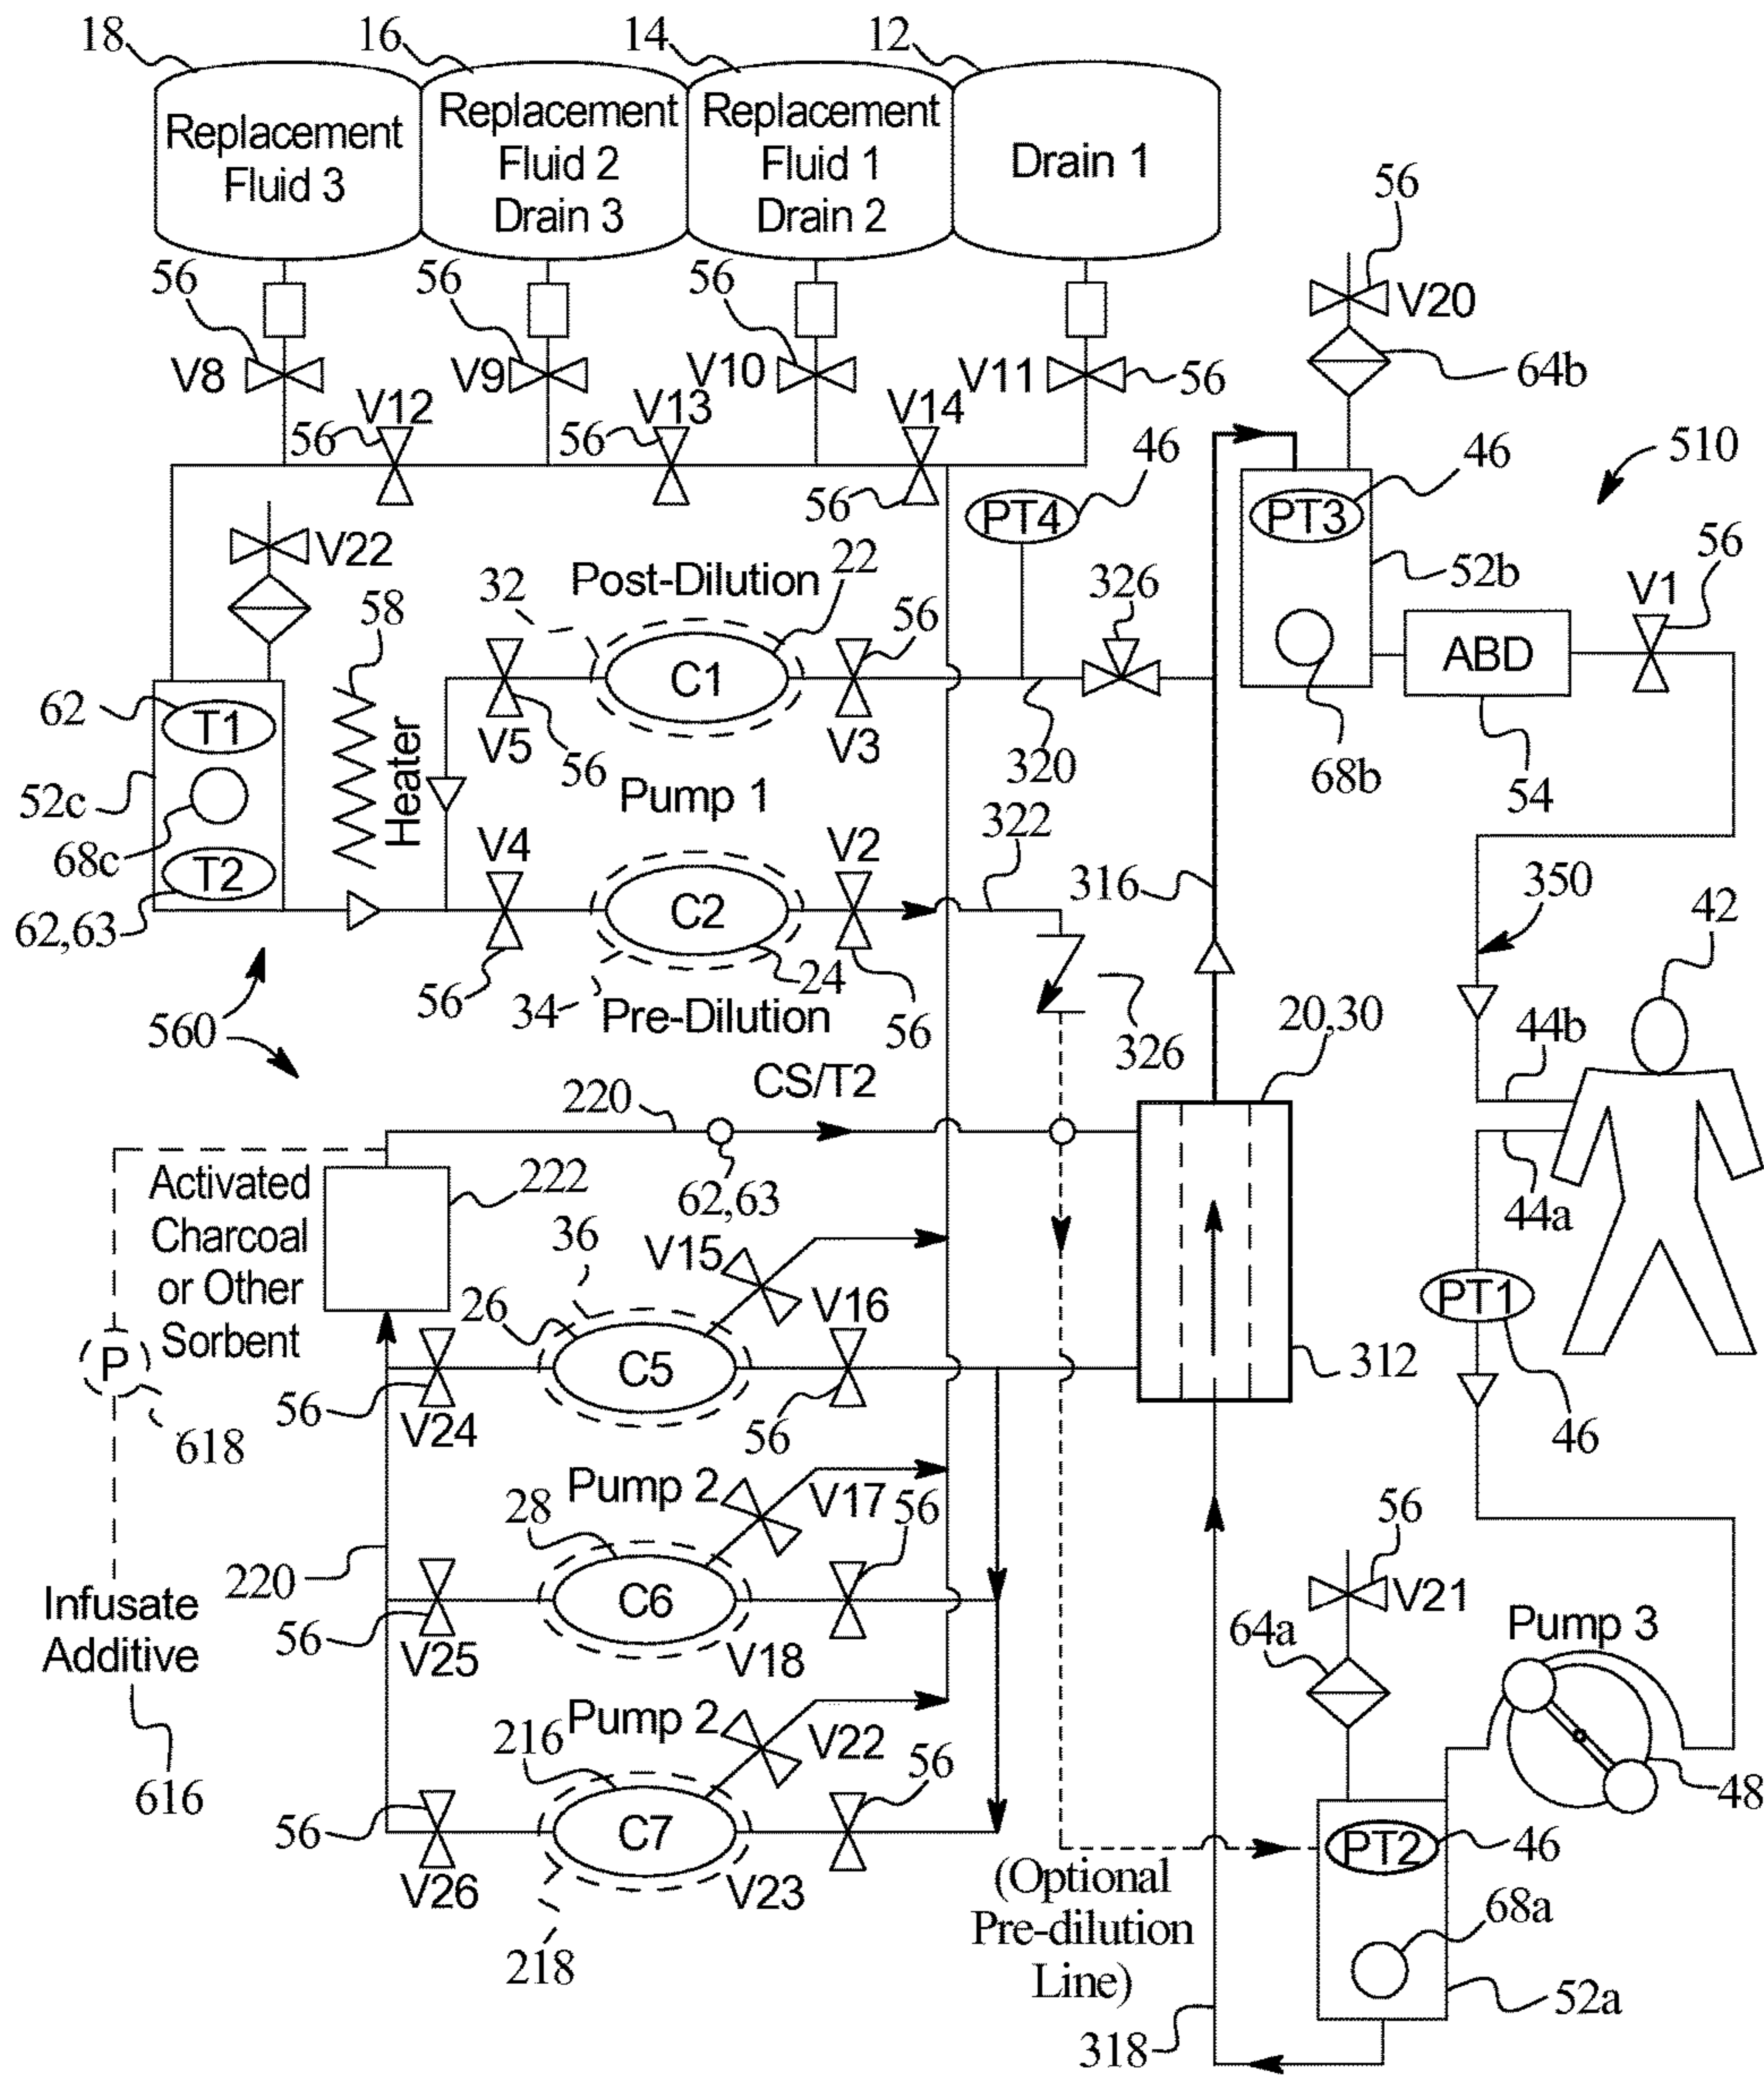 18
16
14
12
Replacement
Fluid 3
Replacement
Fluid 2
Drain 3
Replacement
Fluid 1
Drain 2
Drain 1
56
56
56
56
V20
V8
V9
V10
V11
56
64b
V12
V13
V14
56
56
56
46
46
510
PT4
PT3
V22
58
Post-Dilution
32
22
56
326
52b
56
V1
62
T1
C1
ABD
Heater
V5
56
V3
320
68b
54
52c
Pump 1
68c
T2
V4
V2
322
316
350
42
62,63
C2
56
24
34
Pre-Dilution
56
560
326
20,30
44b
CS/T2
220
Activated
Charcoal
or Other
Sorbent
222
62,63
44a
36
V15
V16
PT1
26
P
C5
312
56
V24
56
46
618
Pump 2
V17
56
28
56
220
C6
V21
Infusate
Additive
56
V25
V18
64a
Pump 3
Pump 2
216
V22
56
616
56
C7
48
PT2
46
V26
V23
(Optional
Pre-dilution
Line)
68a
218
52a
318